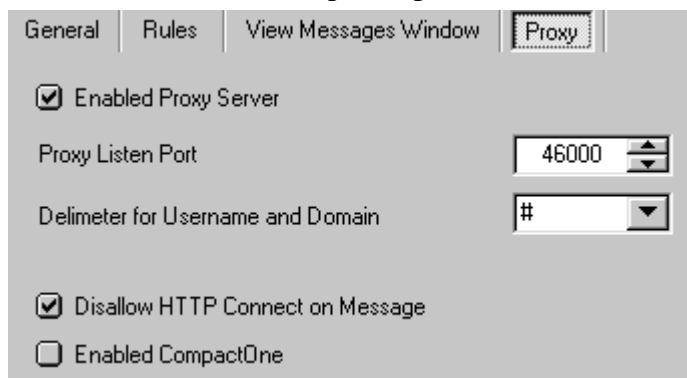 General Rules View Messages Window Proxy
Enabled Proxy Server
Proxy Listen Port 46000
Delimeter for Username and Domain #
Disallow HTTP Connect on Message
Enabled CompactOne